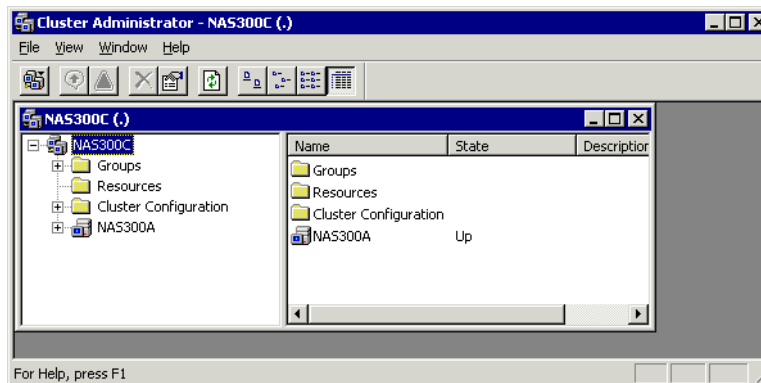 Cluster Administrator - NAS300C (.)
File View Window Help
NAS300C (.)
NAS300C
Groups
Resources
Cluster Configuration
NAS300A
Name State Description
Groups
Resources
Cluster Configuration
NAS300A Up
For Help, press F1